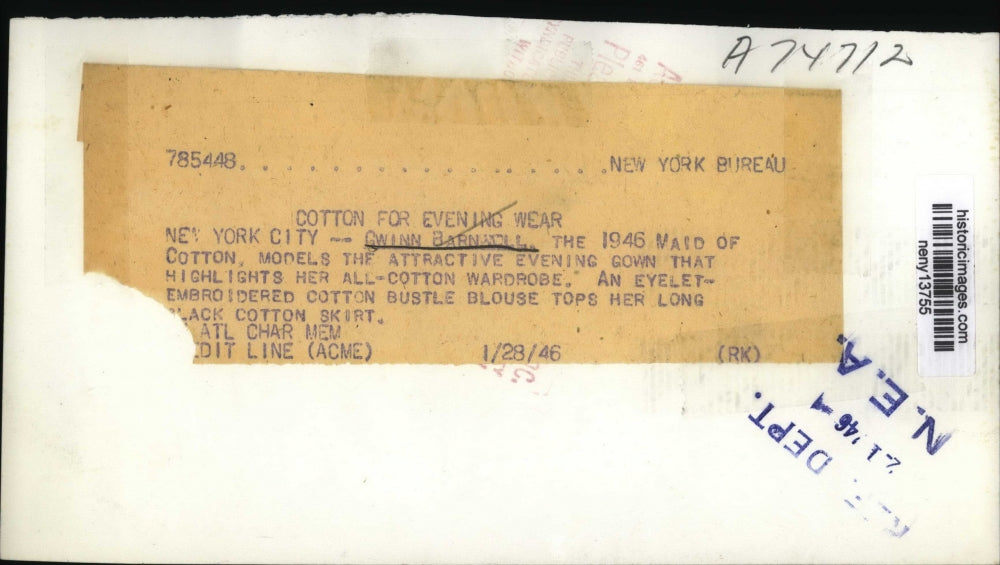 A74712
785448. . . . . . . . . . . . . . . . . .NEW YORK BUREAU
COTTON FOR EVENING WEAR
NEW YORK CITY -- GWINN BARNWELL, THE 1946 MAID OF
COTTON, MODELS THE ATTRACTIVE EVENING GOWN THAT
HIGHLIGHTS HER ALL-COTTON WARDROBE. AN EYELET-
EMBROIDERED COTTON BUSTLE BLOUSE TOPS HER LONG
LACK COTTON SKIRT.
ATL CHAR MEM
DIT LINE (ACME) 1/28/46 (RK)
historicimages.com
neny13755
N.E.A.
DEPT.